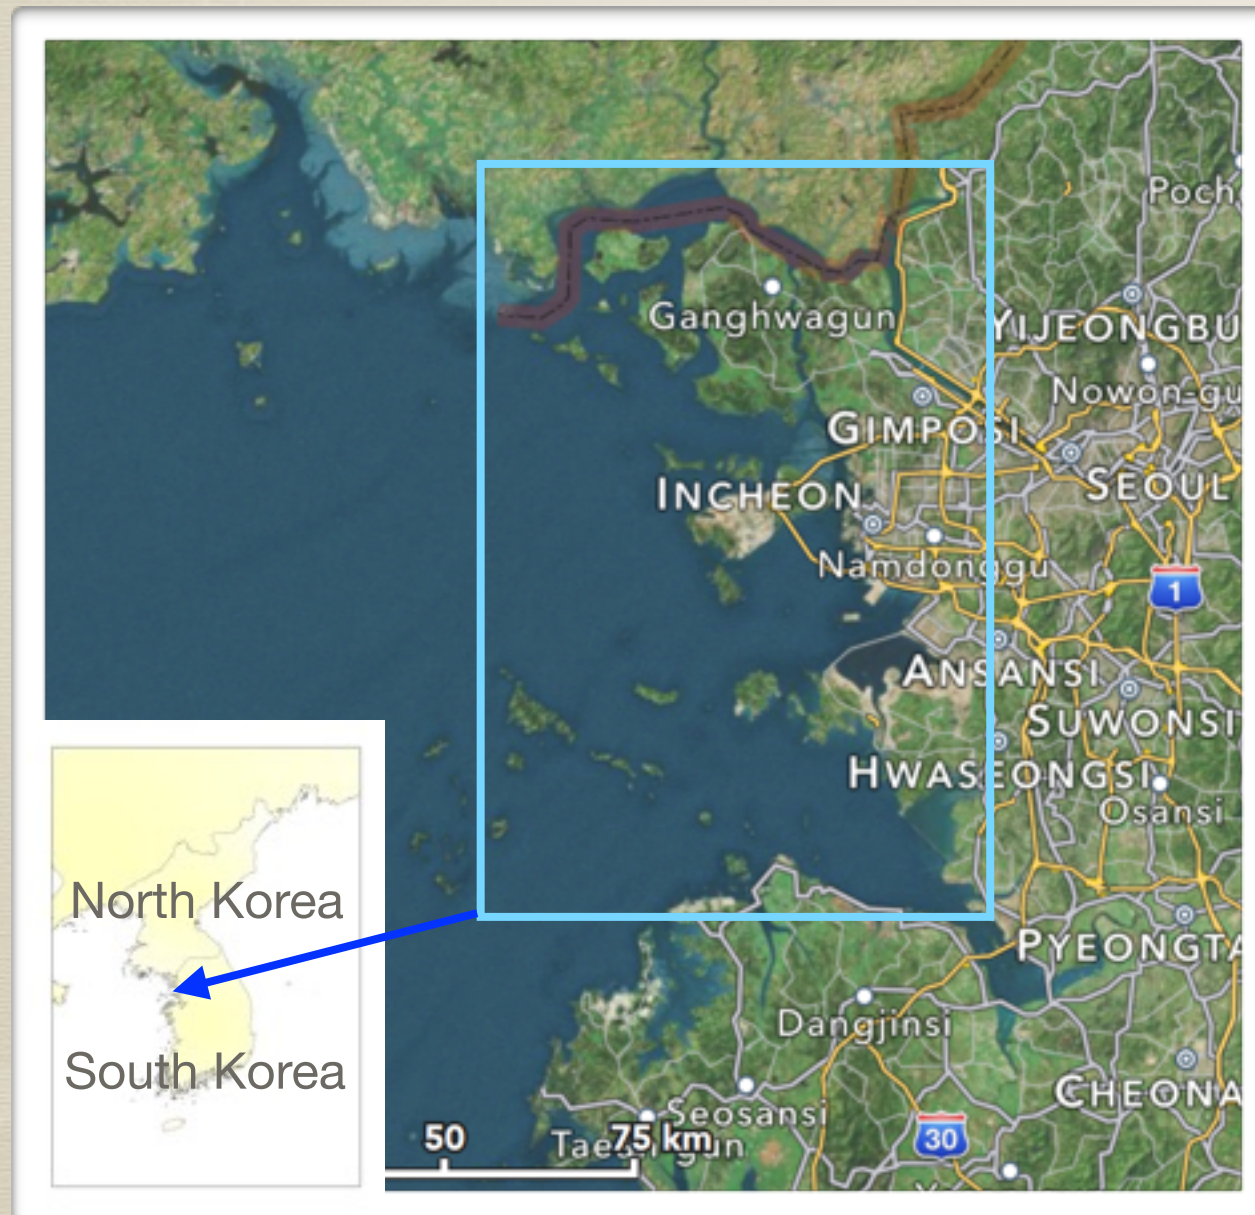 Poch
Ganghwagun
YIJEONGBU
Nowon-gu
GIMPOSI
SEOUL
INCHEON
Namdonggu
1
ANSANSI
SUWONSI
HWASEONGSI
Osansi
North Korea
PYEONGTA
Dangjinsi
South Korea
CHEONA
Seosansi
50
75 km
30